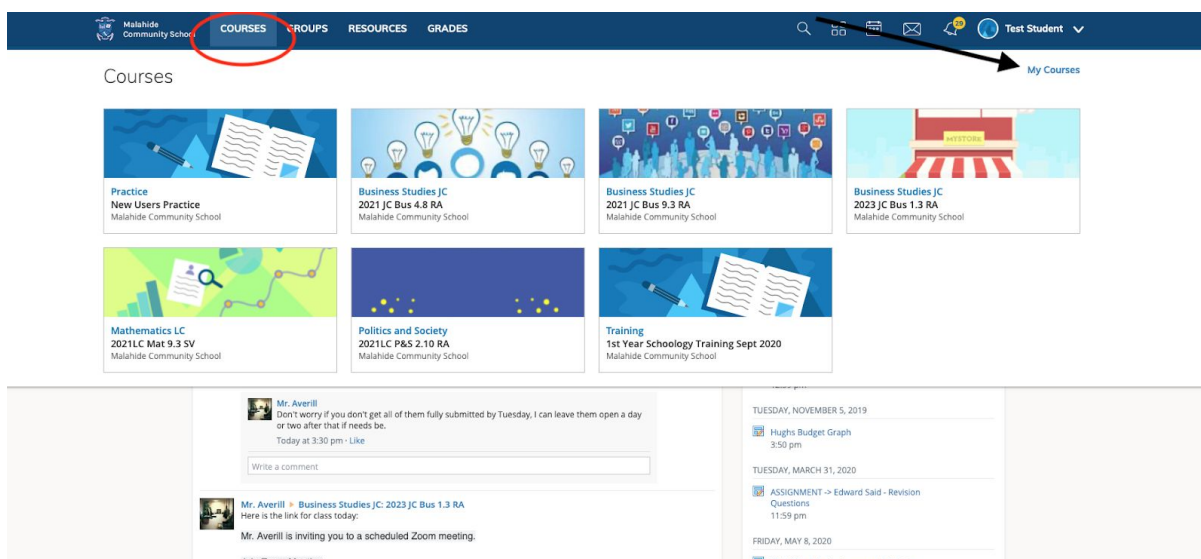 Malahide
Community School
COURSES GROUPS RESOURCES GRADES
29
Test Student
Courses
My Courses
MYSTORE
Practice
New Users Practice
Malahide Community School
Business Studies JC
2021 JC Bus 4.8 RA
Malahide Community School
Business Studies JC
2021 JC Bus 9.3 RA
Malahide Community School
Business Studies JC
2023 JC Bus 1.3 RA
Malahide Community School
Mathematics LC
2021LC Mat 9.3 SV
Malahide Community School
Politics and Society
2021LC P&S 2.10 RA
Malahide Community School
Training
1st Year Schoology Training Sept 2020
Malahide Community School
Mr. Averill
Don't worry if you don't get all of them fully submitted by Tuesday, I can leave them open a day
or two after that if needs be.
Today at 3:30 pm · Like
Write a comment
Mr. Averill ▸ Business Studies JC: 2023 JC Bus 1.3 RA
Here is the link for class today:
Mr. Averill is inviting you to a scheduled Zoom meeting.
TUESDAY, NOVEMBER 5, 2019
Hughs Budget Graph
3:50 pm
TUESDAY, MARCH 31, 2020
ASSIGNMENT -> Edward Said - Revision
Questions
11:59 pm
FRIDAY, MAY 8, 2020